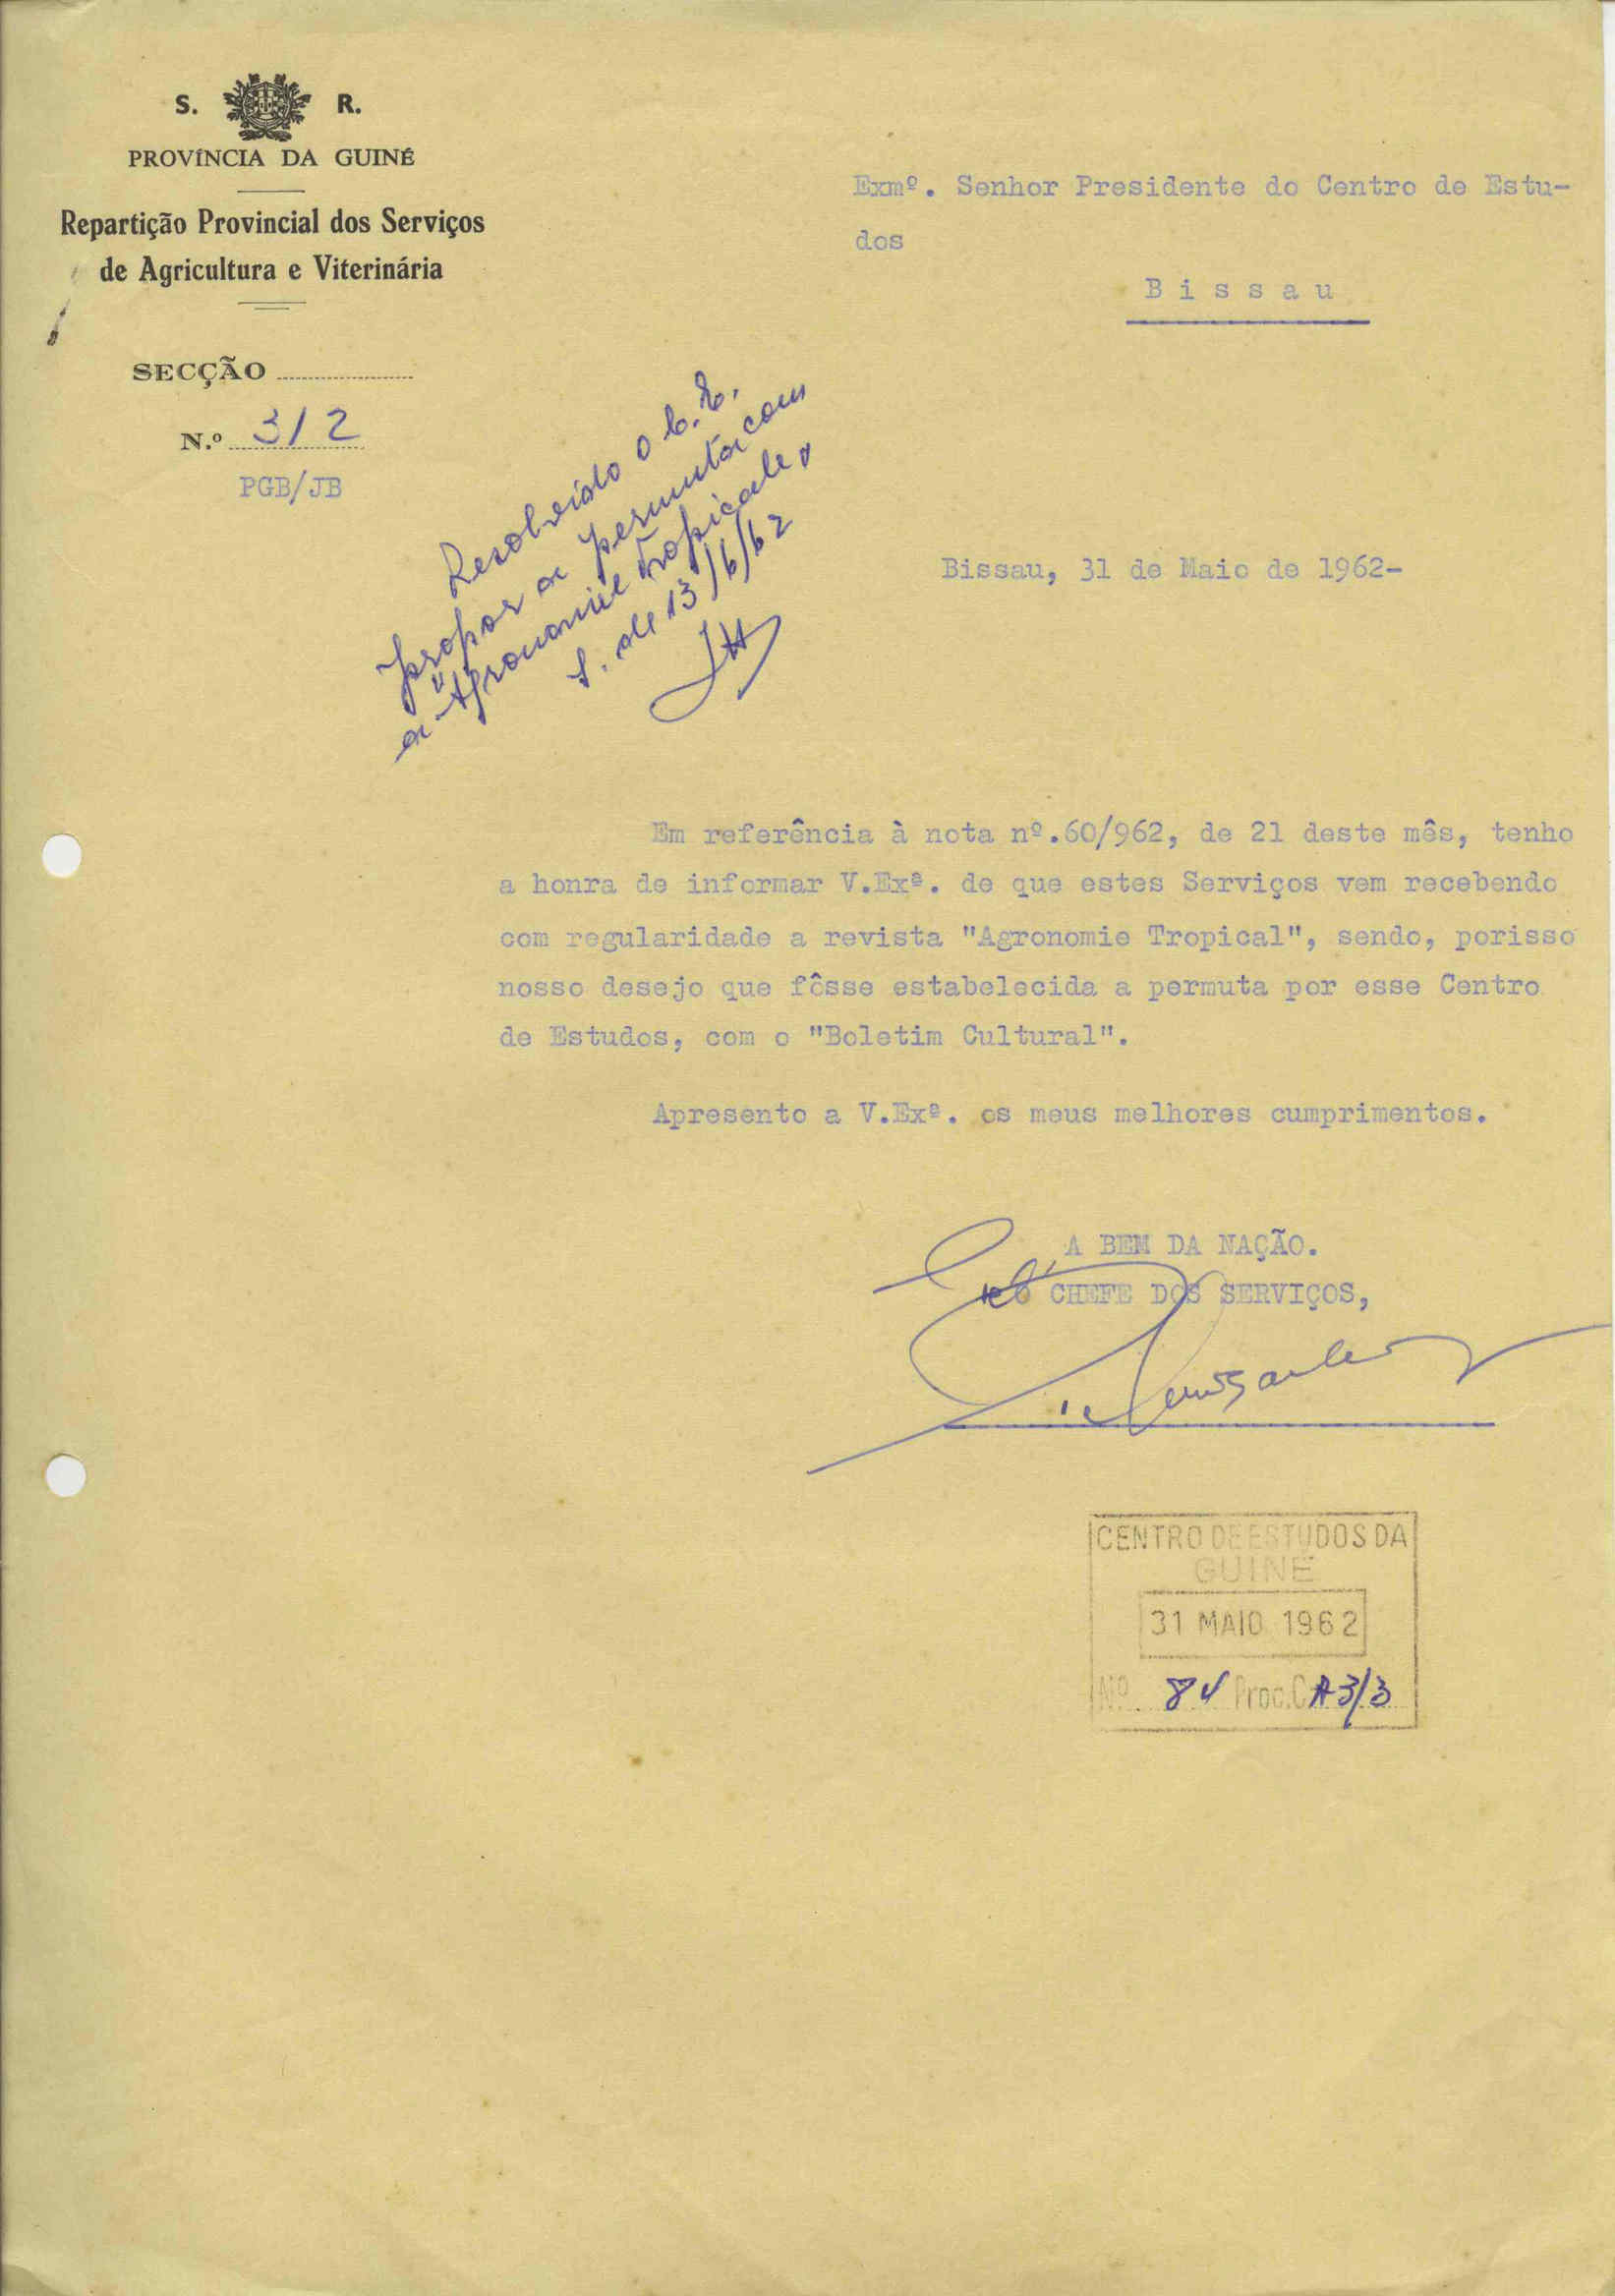 S. R.
PROVÍNCIA DA GUINÉ
Repartição Provincial dos Serviços
de Agricultura e Viterinária
SECÇÃO
N.º 312
PGB/JB
Exmº. Senhor Presidente do Centro de Estu-
dos
Bissau
Resolvido o C. E.
propor a permuta com
a "Agronomie Tropicale"
S. de 13/6/62
Bissau, 31 de Maio de 1962-
Em referência à nota nº.60/962, de 21 deste mês, tenho
a honra de informar V.Exª. de que estes Serviços vem recebendo
com regularidade a revista "Agronomie Tropical", sendo, porisso
nosso desejo que fôsse estabelecida a permuta por esse Centro
de Estudos, com o "Boletim Cultural".
Apresento a V.Exª. os meus melhores cumprimentos.
A BEM DA NAÇÃO.
O CHEFE DOS SERVIÇOS,
CENTRO DE ESTUDOS DA
GUINÉ
31 MAIO 1962
Nº. 84 Proc.C A3/3